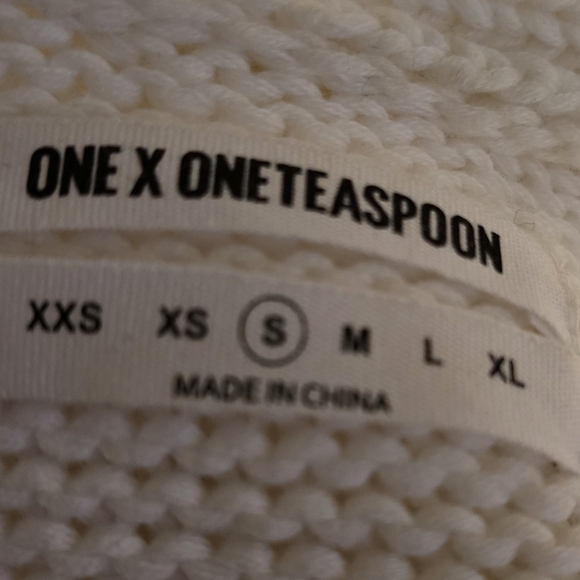 ONE X ONETEASPOON
XXS XS S M L XL
MADE IN CHINA